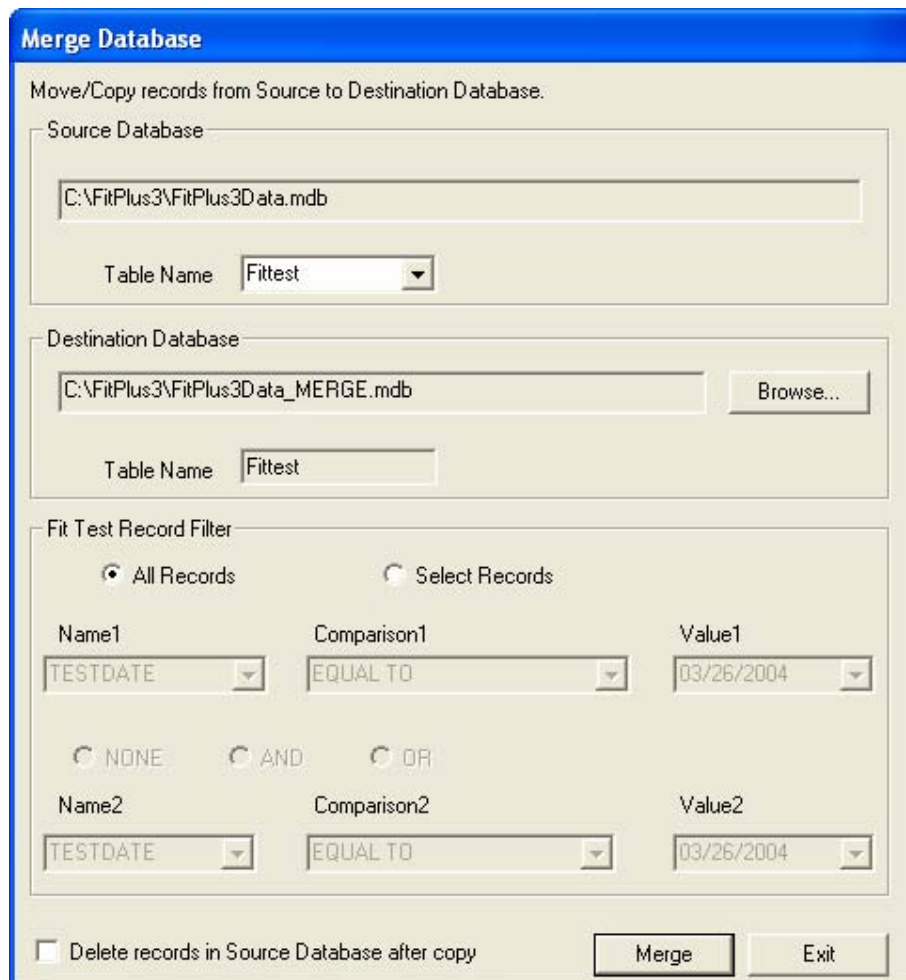 Merge Database
Move/Copy records from Source to Destination Database.
Source Database
C:\FitPlus3\FitPlus3Data.mdb
Table Name Fittest
Destination Database
C:\FitPlus3\FitPlus3Data_MERGE.mdb Browse...
Table Name Fittest
Fit Test Record Filter
All Records Select Records
Name1 Comparison1 Value1
TESTDATE EQUAL TO 03/26/2004
NONE AND OR
Name2 Comparison2 Value2
TESTDATE EQUAL TO 03/26/2004
Delete records in Source Database after copy Merge Exit